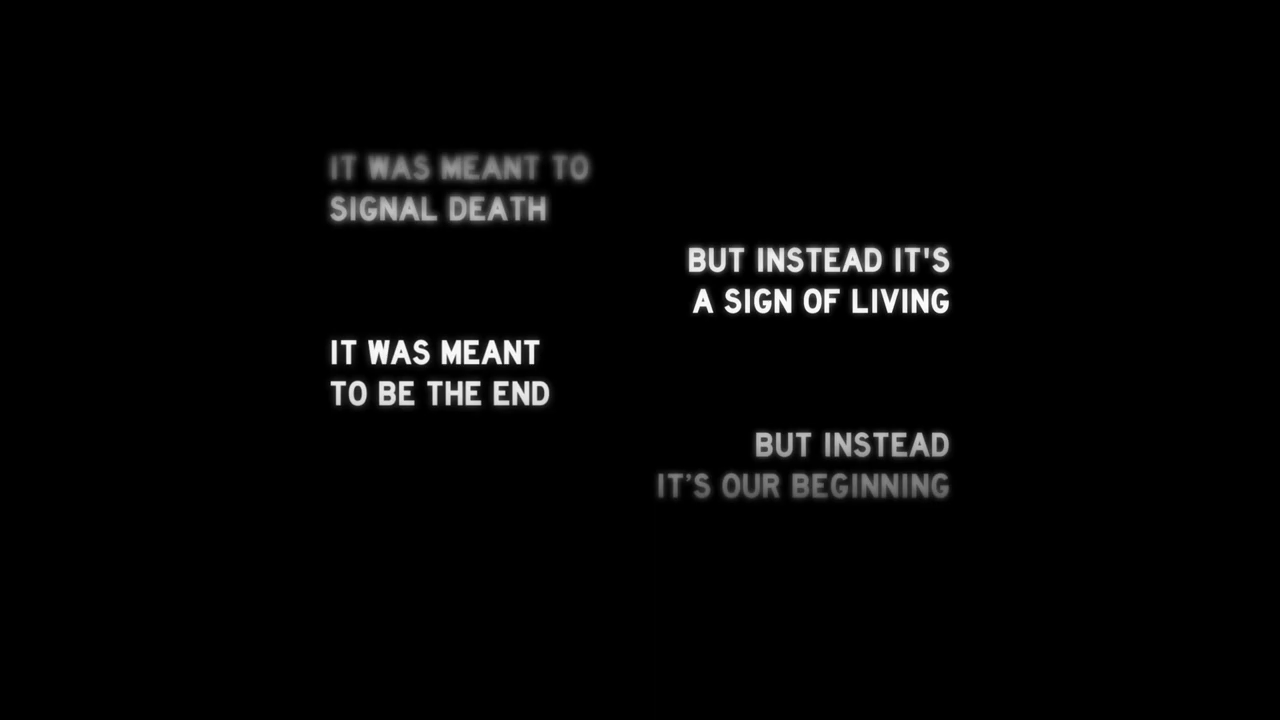 IT WAS MEANT TO
SIGNAL DEATH
BUT INSTEAD IT'S
A SIGN OF LIVING
IT WAS MEANT
TO BE THE END
BUT INSTEAD
IT’S OUR BEGINNING